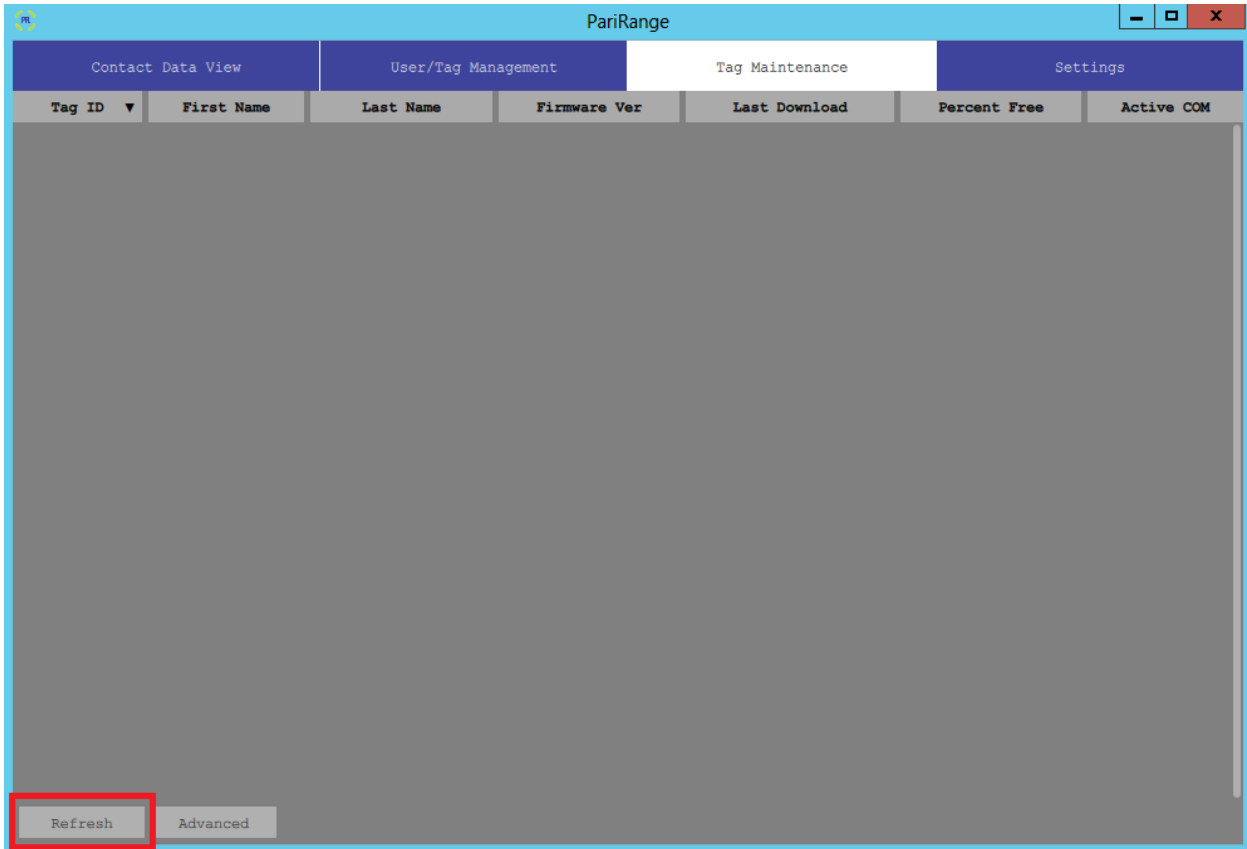 PR
PariRange
Contact Data View User/Tag Management Tag Maintenance Settings
Tag ID ▼ First Name Last Name Firmware Ver Last Download Percent Free Active COM
Refresh Advanced